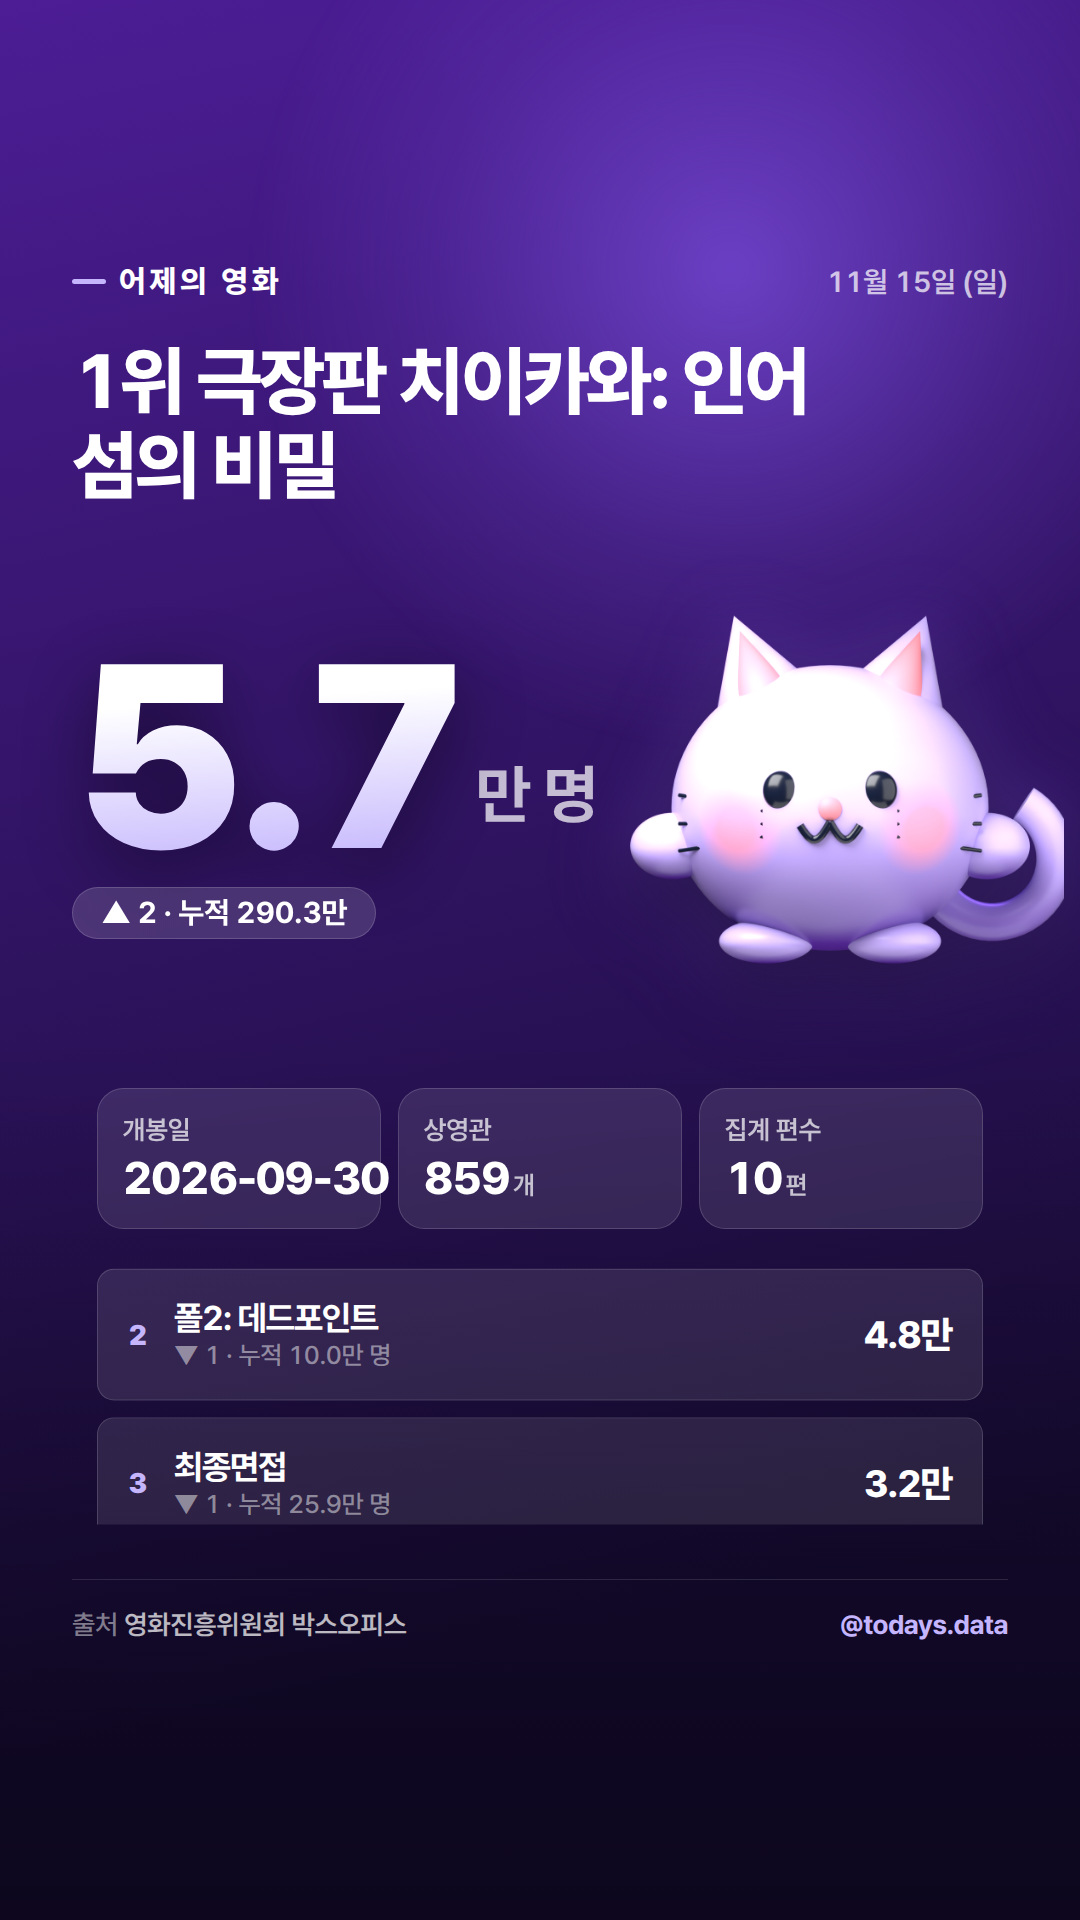 어제의 영화
11월 15일 (일)
1위 극장판 치이카와: 인어
섬의 비밀
5.7 만 명
▲ 2 · 누적 290.3만
개봉일
2026-09-30
상영관
859개
집계 편수
10편
2
폴2: 데드포인트
▼ 1 · 누적 10.0만 명
4.8만
3
최종면접
▼ 1 · 누적 25.9만 명
3.2만
출처 영화진흥위원회 박스오피스
@todays.data